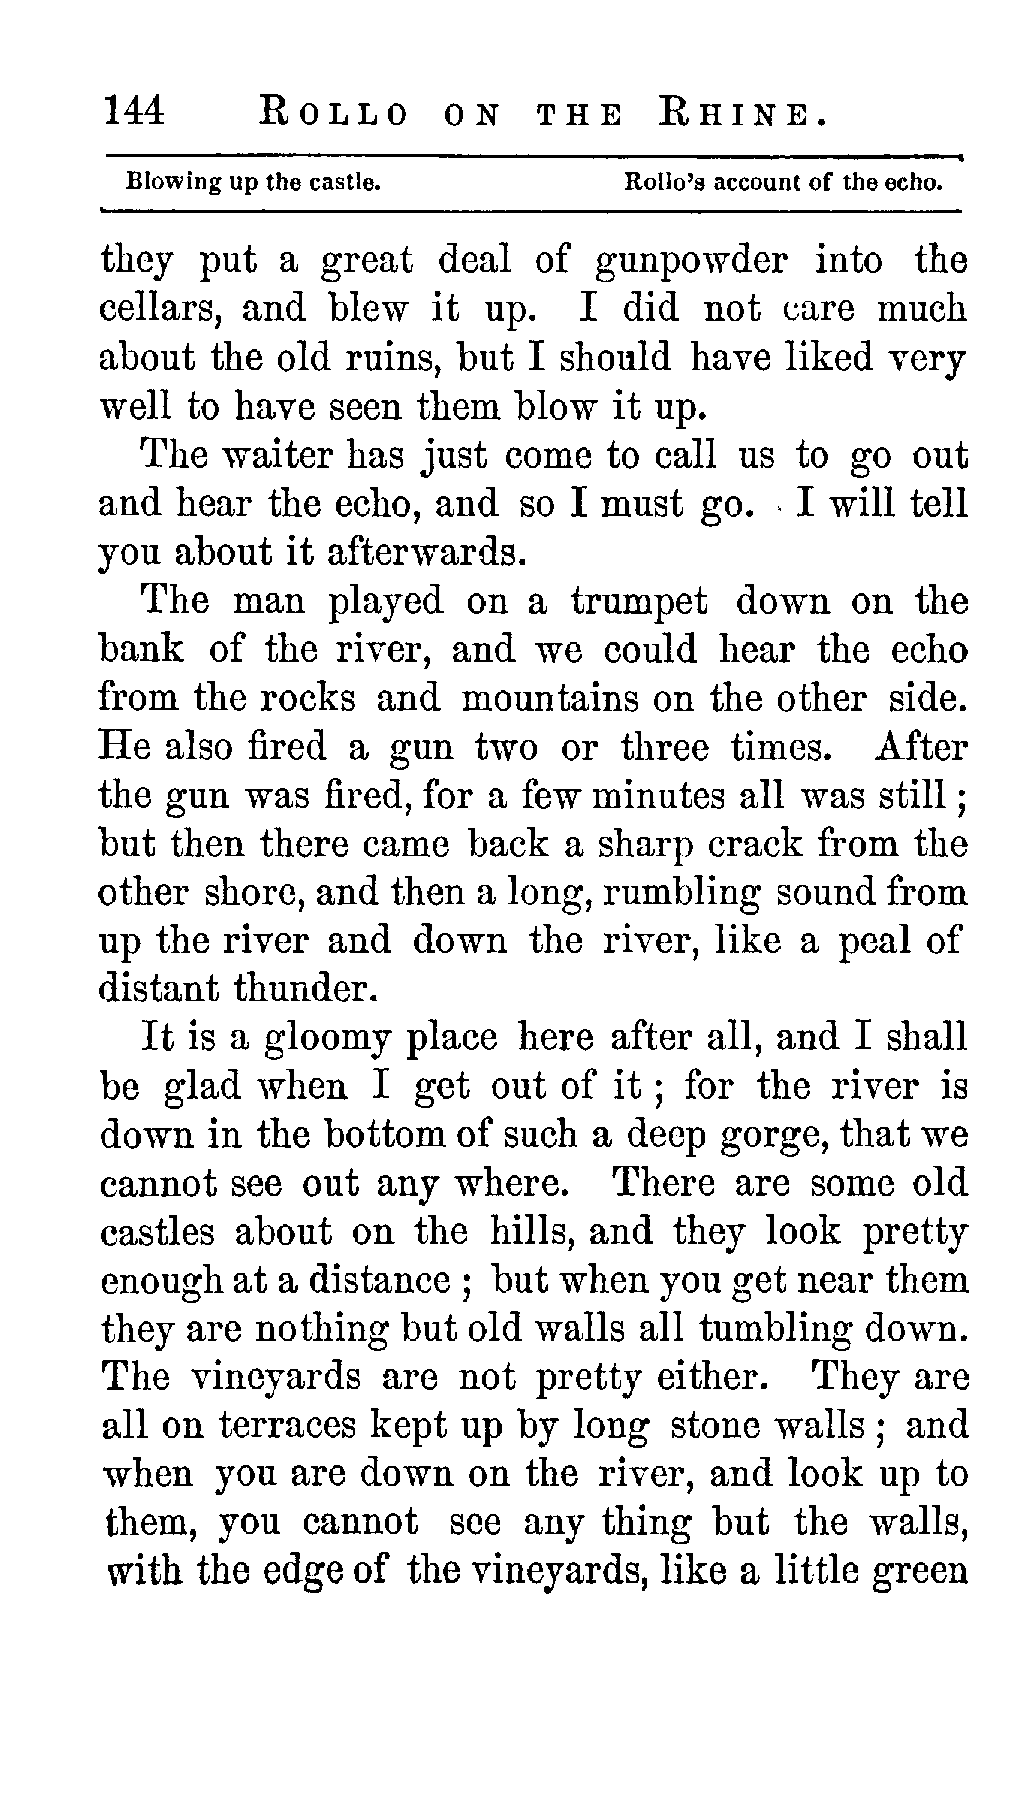 144 ROLLO ON THE RHINE.
Blowing up the castle. Rollo's account of the echo.
they put a great deal of gunpowder into the
cellars, and blew it up. I did not care much
about the old ruins, but I should have liked very
well to have seen them blow it up.
The waiter has just come to call us to go out
and hear the echo, and so I must go. I will tell
you about it afterwards.
The man played on a trumpet down on the
bank of the river, and we could hear the echo
from the rocks and mountains on the other side.
He also fired a gun two or three times. After
the gun was fired, for a few minutes all was still;
but then there came back a sharp crack from the
other shore, and then a long, rumbling sound from
up the river and down the river, like a peal of
distant thunder.
It is a gloomy place here after all, and I shall
be glad when I get out of it; for the river is
down in the bottom of such a deep gorge, that we
cannot see out any where. There are some old
castles about on the hills, and they look pretty
enough at a distance; but when you get near them
they are nothing but old walls all tumbling down.
The vineyards are not pretty either. They are
all on terraces kept up by long stone walls; and
when you are down on the river, and look up to
them, you cannot see any thing but the walls,
with the edge of the vineyards, like a little green